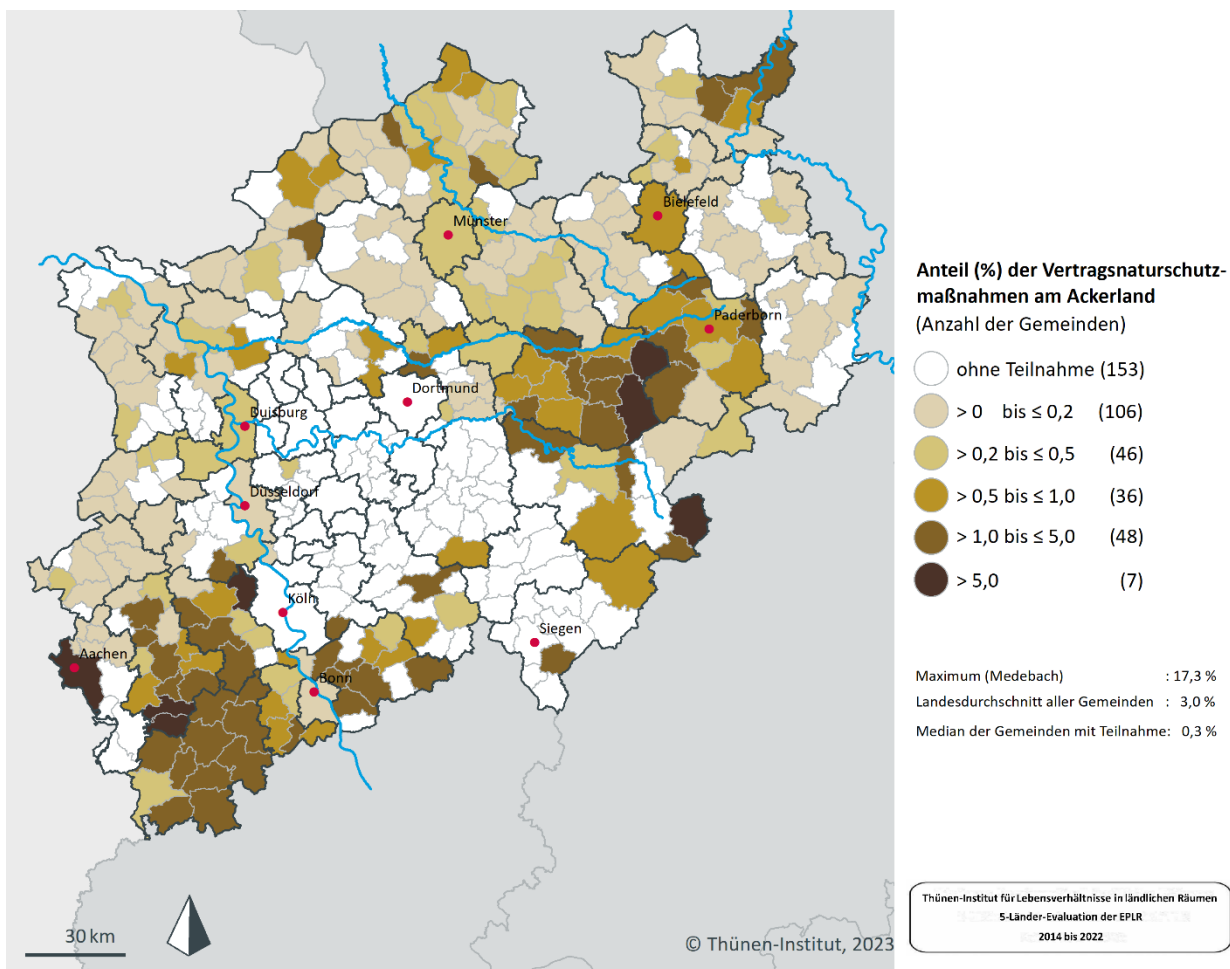 Bielefeld
Münster
Paderborn
Dortmund
Duisburg
Düsseldorf
Köln
Siegen
Aachen
Bonn
30 km
© Thünen-Institut, 2023
Anteil (%) der Vertragsnaturschutz-
maßnahmen am Ackerland
(Anzahl der Gemeinden)
ohne Teilnahme (153)
> 0 bis ≤ 0,2 (106)
> 0,2 bis ≤ 0,5 (46)
> 0,5 bis ≤ 1,0 (36)
> 1,0 bis ≤ 5,0 (48)
> 5,0 (7)
Maximum (Medebach) : 17,3 %
Landesdurchschnitt aller Gemeinden : 3,0 %
Median der Gemeinden mit Teilnahme: 0,3 %
Thünen-Institut für Lebensverhältnisse in ländlichen Räumen
5-Länder-Evaluation der EPLR
2014 bis 2022